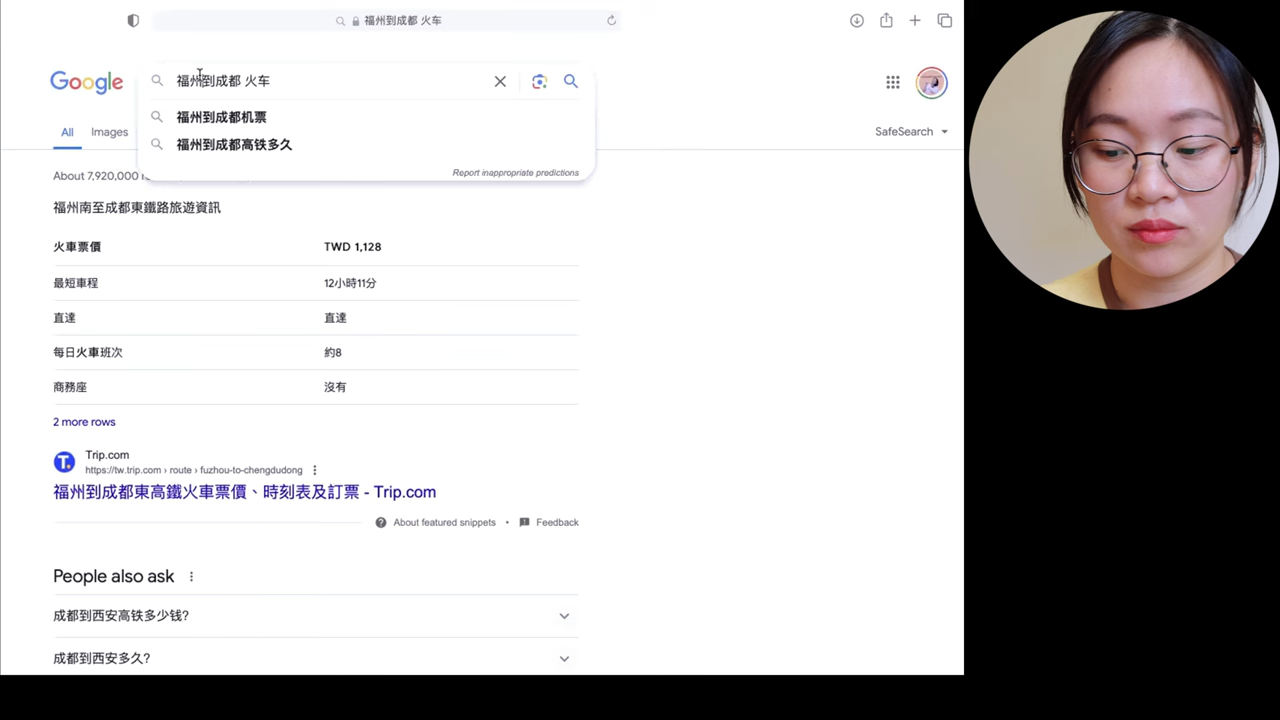 福州到成都 火车
Google
福州到成都 火车
福州到成都机票
福州到成都高铁多久
Report inappropriate predictions
All
Images
SafeSearch
About 7,920,000
福州南至成都東鐵路旅遊資訊
火車票價 TWD 1,128
最短車程 12小時11分
直達 直達
每日火車班次 約8
商務座 沒有
2 more rows
Trip.com
https://tw.trip.com › route › fuzhou-to-chengdudong
福州到成都東高鐵火車票價、時刻表及訂票 - Trip.com
About featured snippets • Feedback
People also ask
成都到西安高铁多少钱?
成都到西安多久?